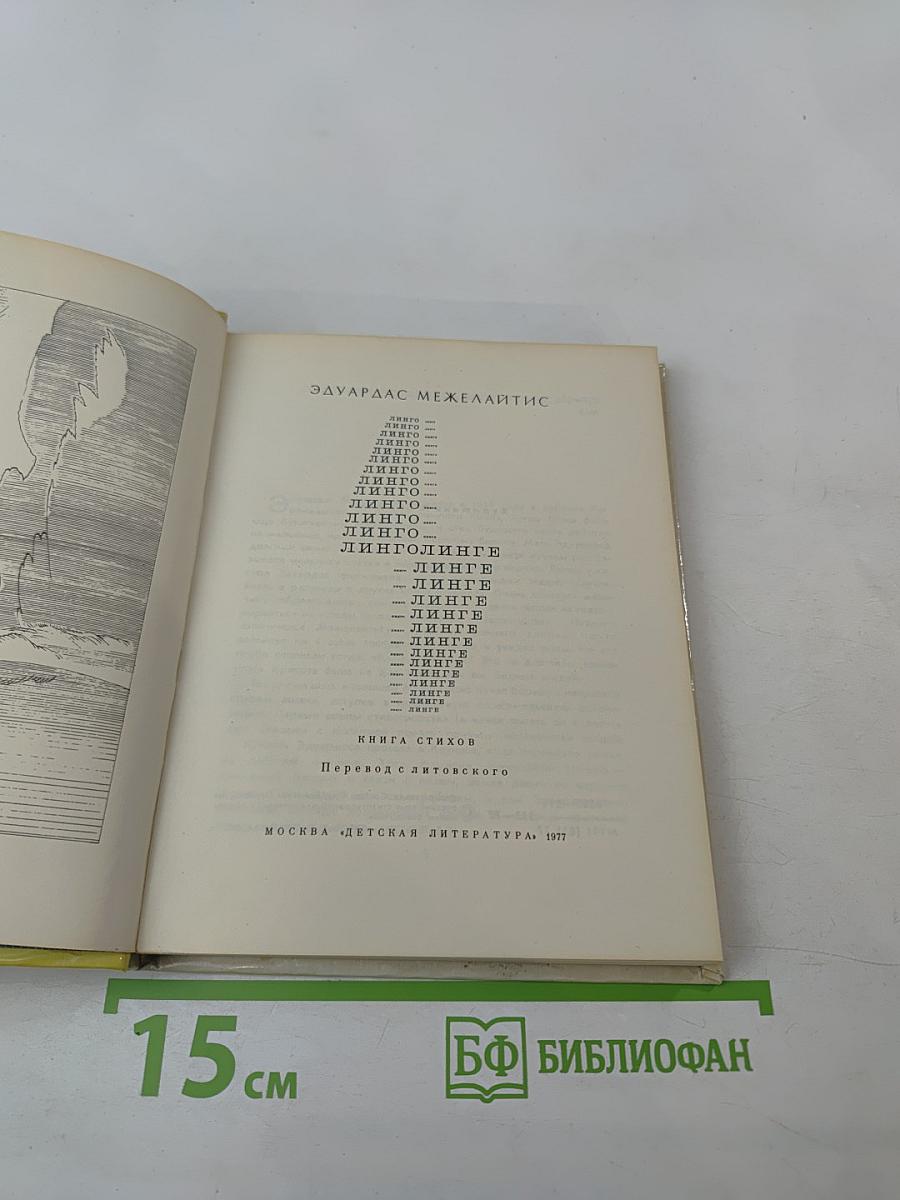 ЭДУАРДАС МЕЖЕЛАЙТИС
ЛИНГО
ЛИНГО
ЛИНГО
ЛИНГО
ЛИНГО
ЛИНГО
ЛИНГО
ЛИНГО
ЛИНГО
ЛИНГО
ЛИНГО
ЛИНГО
ЛИНГОЛИНГЕ
ЛИНГЕ
ЛИНГЕ
ЛИНГЕ
ЛИНГЕ
ЛИНГЕ
ЛИНГЕ
ЛИНГЕ
ЛИНГЕ
ЛИНГЕ
ЛИНГЕ
ЛИНГЕ
ЛИНГЕ
ЛИНГЕ
КНИГА СТИХОВ
Перевод с литовского
МОСКВА «ДЕТСКАЯ ЛИТЕРАТУРА» 1977
15 СМ
БФ БИБЛИОФАН